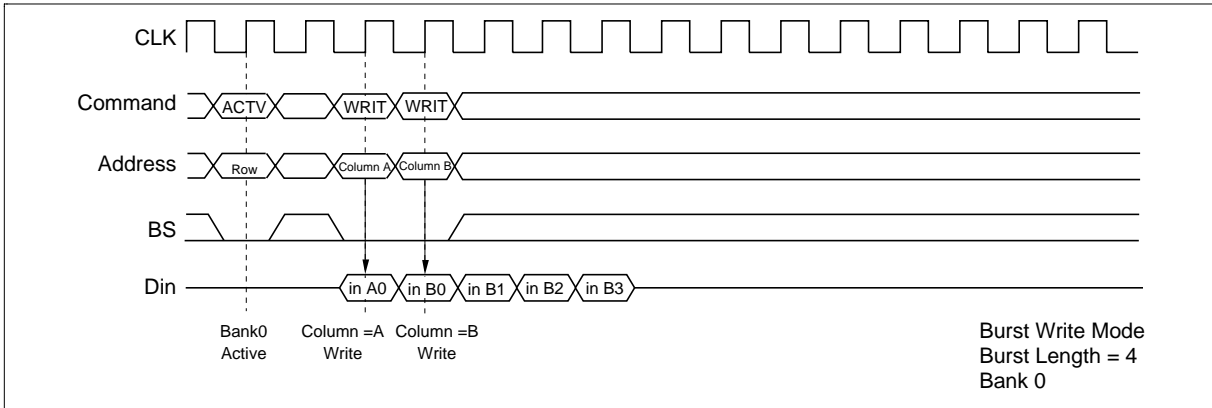 CLK
Command ACTV WRIT WRIT
Address Row Column A Column B
BS
Din in A0 in B0 in B1 in B2 in B3
Bank0 Column =A Column =B
Active Write Write
Burst Write Mode
Burst Length = 4
Bank 0